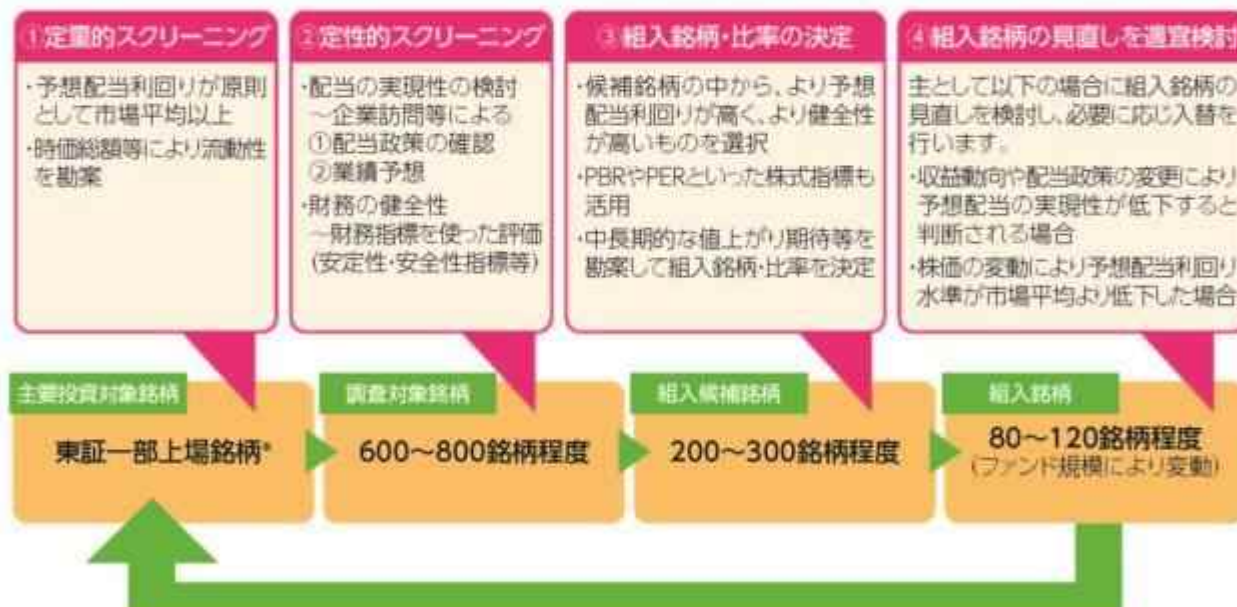 ①定量的スクリーニング
・予想配当利回りが原則
として市場平均以上
・時価総額等により流動性
を勘案
②定性的スクリーニング
・配当の実現性の検討
～企業訪問等による
①配当政策の確認
②業績予想
・財務の健全性
～財務指標を使った評価
(安定性・安全性指標等)
③組入銘柄・比率の決定
・候補銘柄の中から、より予想
配当利回りが高く、より健全性
が高いものを選択
・PBRやPERといった株式指標も
活用
・中長期的な値上がり期待等を
勘案して組入銘柄・比率を決定
④組入銘柄の見直しを適宜検討
主として以下の場合に組入銘柄の
見直しを検討し、必要に応じ入替を
行います。
・収益動向や配当政策の変更により
予想配当の実現性が低下すると
判断される場合
・株価の変動により予想配当利回り
水準が市場平均より低下した場合
主要投資対象銘柄
東証一部上場銘柄*
調査対象銘柄
600～800銘柄程度
組入候補銘柄
200～300銘柄程度
組入銘柄
80～120銘柄程度
(ファンド規模により変動)